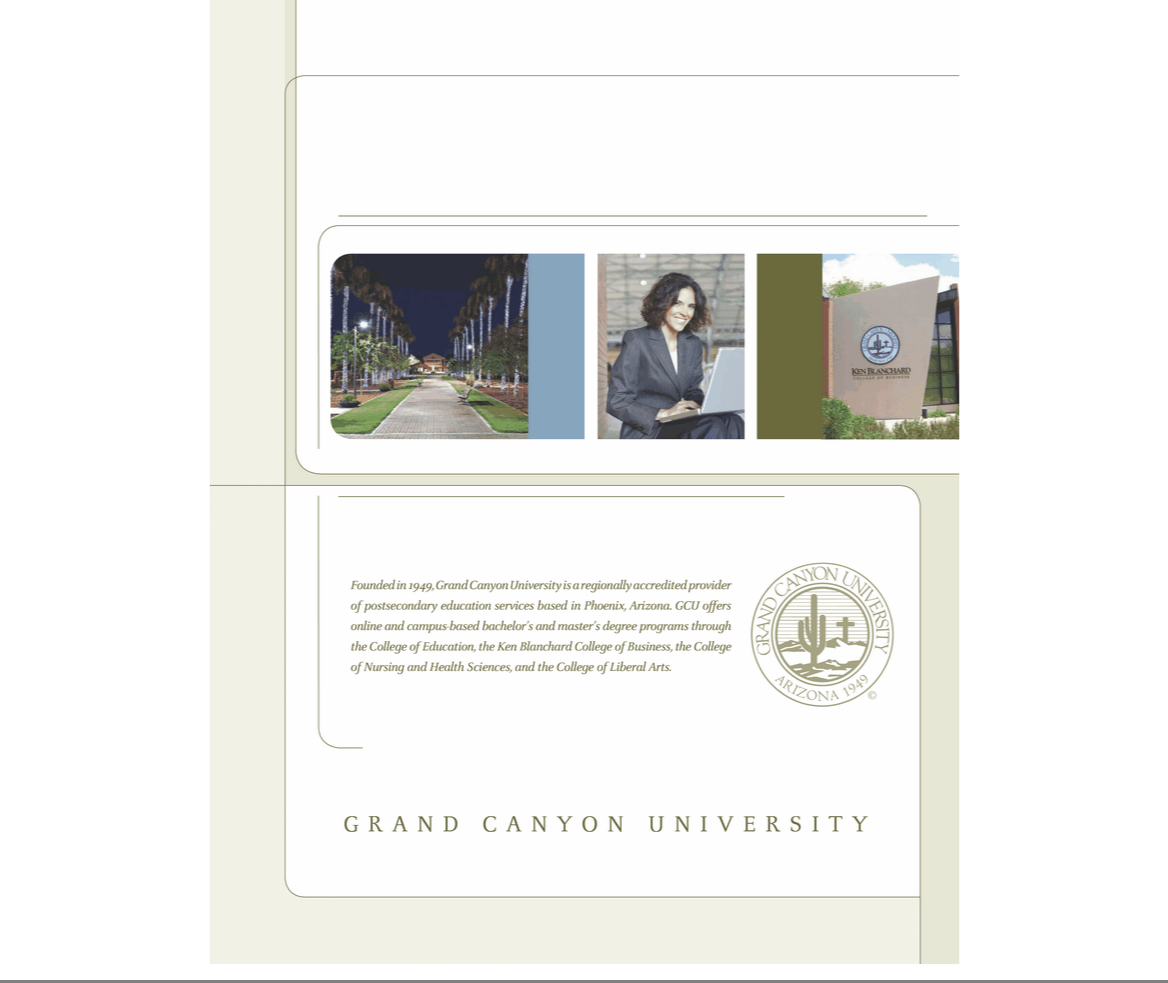 KEN BLANCHARD
COLLEGE OF BUSINESS
Founded in 1949, Grand Canyon University is a regionally accredited provider
of postsecondary education services based in Phoenix, Arizona. GCU offers
online and campus-based bachelor's and master's degree programs through
the College of Education, the Ken Blanchard College of Business, the College
of Nursing and Health Sciences, and the College of Liberal Arts.
GRAND CANYON UNIVERSITY
ARIZONA 1949
©
GRAND CANYON UNIVERSITY